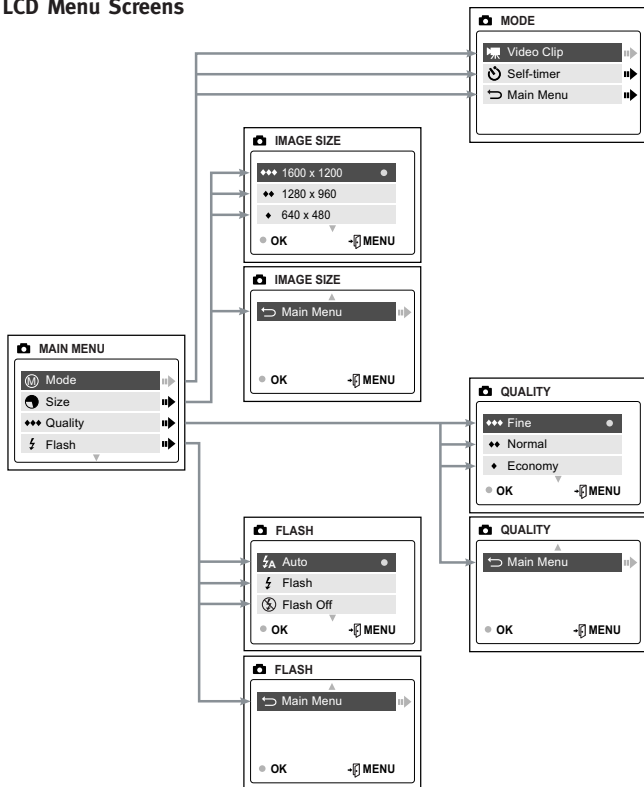 LCD Menu Screens
MODE
Video Clip
Self-timer
Main Menu
IMAGE SIZE
1600 x 1200
1280 x 960
640 x 480
OK MENU
IMAGE SIZE
Main Menu
OK MENU
MAIN MENU
M Mode
Size
Quality
Flash
QUALITY
Fine
Normal
Economy
OK MENU
QUALITY
Main Menu
OK MENU
FLASH
A Auto
Flash
Flash Off
OK MENU
FLASH
Main Menu
OK MENU